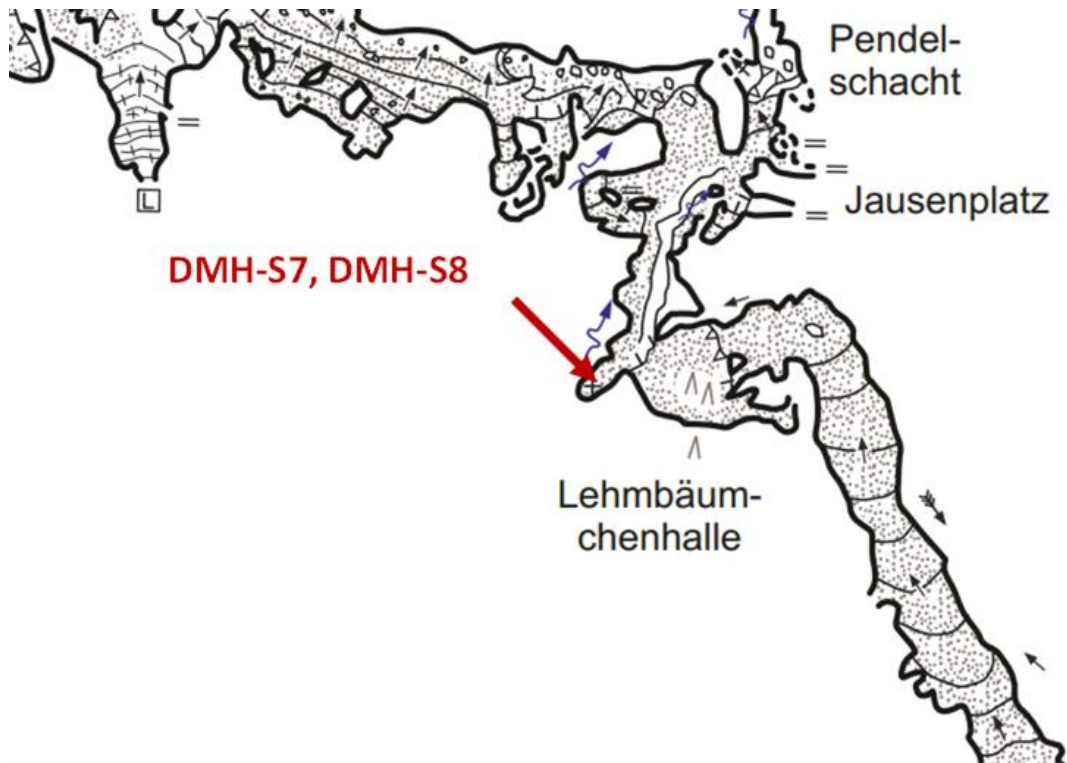 Pendel-
schacht
Jausenplatz
L
DMH-S7, DMH-S8
Lehmbäum-
chenhalle